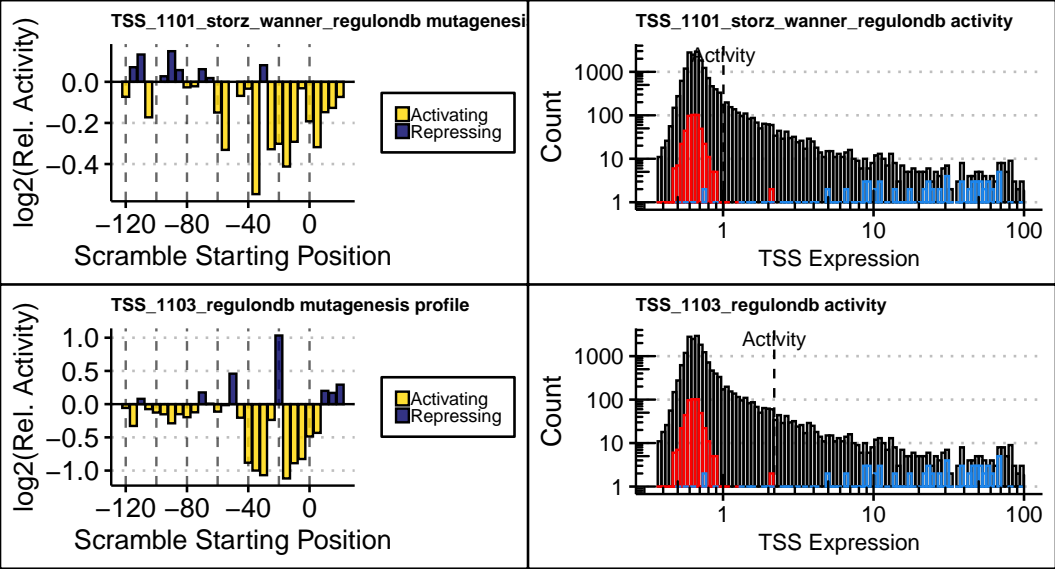 TSS_1101_storz_wanner_regulondb mutagenesi
log2(Rel. Activity)
0.0
−0.2
−0.4
−120 −80 −40 0
Scramble Starting Position
Activating
Repressing
TSS_1101_storz_wanner_regulondb activity
Activity
Count
1000
100
10
1
1 10 100
TSS Expression
TSS_1103_regulondb mutagenesis profile
log2(Rel. Activity)
1.0
0.5
0.0
−0.5
−1.0
−120 −80 −40 0
Scramble Starting Position
Activating
Repressing
TSS_1103_regulondb activity
Activity
Count
1000
100
10
1
1 10 100
TSS Expression